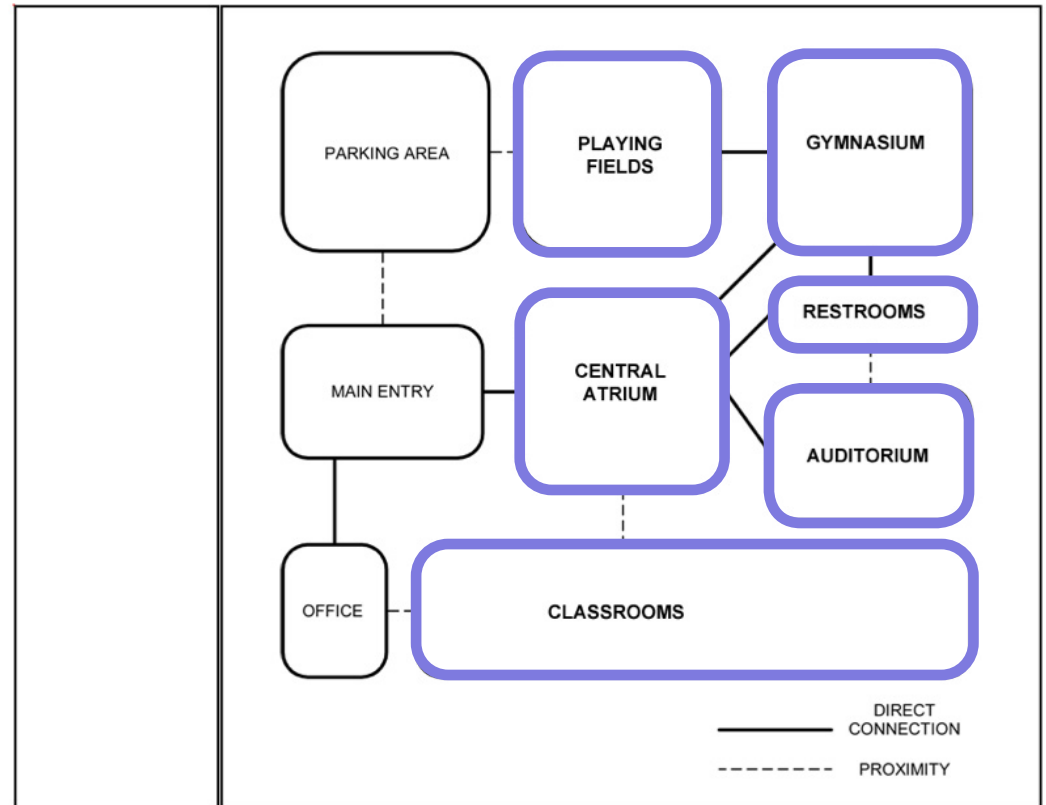 PARKING AREA
PLAYING
FIELDS
GYMNASIUM
RESTROOMS
MAIN ENTRY
CENTRAL
ATRIUM
AUDITORIUM
OFFICE
CLASSROOMS
DIRECT
CONNECTION
PROXIMITY